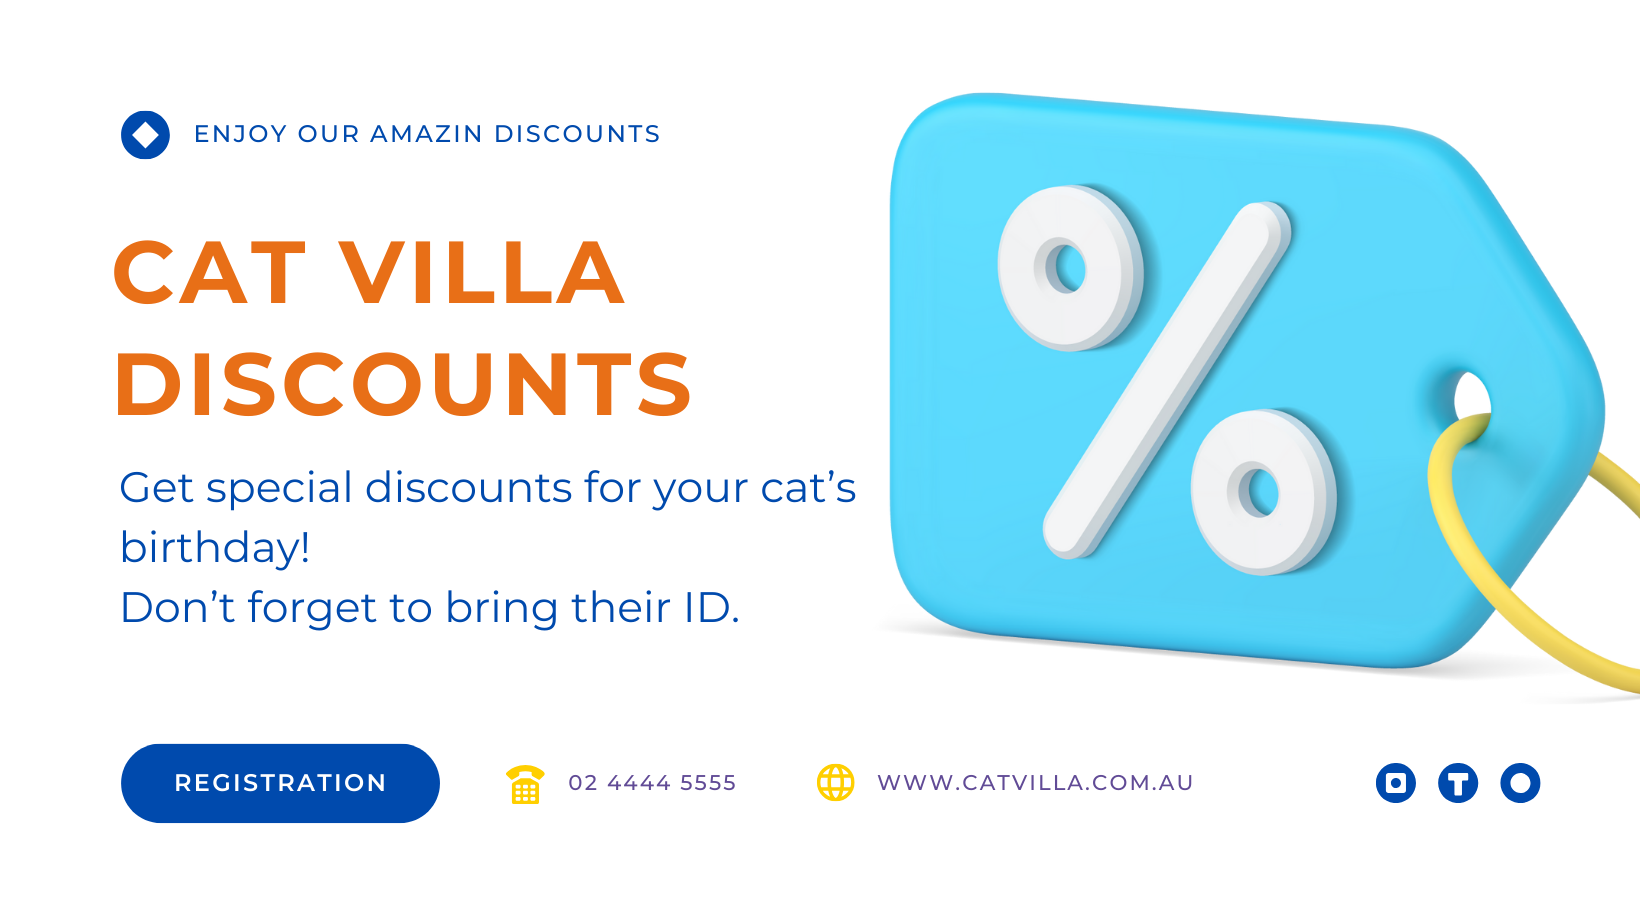 ENJOY OUR AMAZIN DISCOUNTS
CAT VILLA
DISCOUNTS
Get special discounts for your cat’s
birthday!
Don’t forget to bring their ID.
%
REGISTRATION
02 4444 5555
WWW.CATVILLA.COM.AU